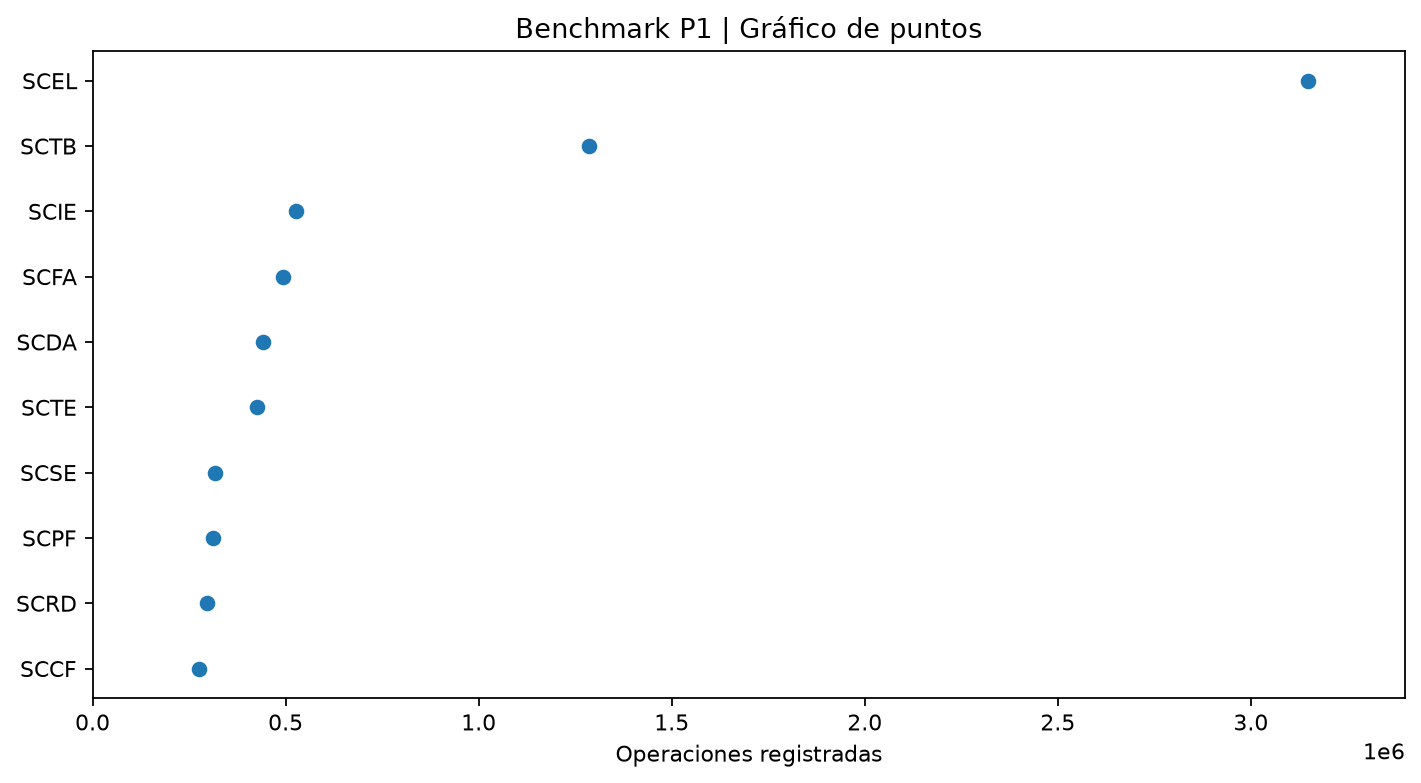 Benchmark P1 | Gráfico de puntos
SCEL
SCTB
SCIE
SCFA
SCDA
SCTE
SCSE
SCPF
SCRD
SCCF
0.0 0.5 1.0 1.5 2.0 2.5 3.0
Operaciones registradas
1e6